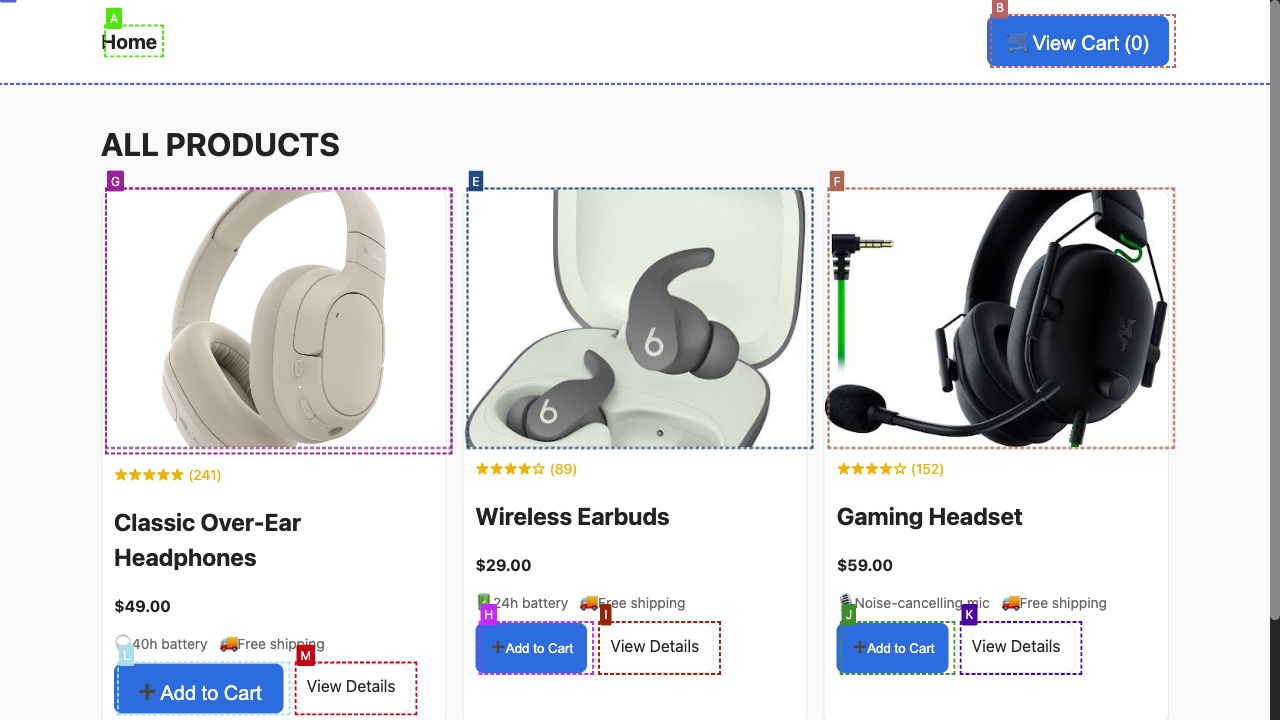 A
B
Home
🛒 View Cart (0)
ALL PRODUCTS
G
E
F
★★★★★ (241)
★★★★☆ (89)
★★★★☆ (152)
Classic Over-Ear
Headphones
Wireless Earbuds
Gaming Headset
$49.00
$29.00
$59.00
40h battery Free shipping
24h battery Free shipping
Noise-cancelling mic Free shipping
H
I
J
K
L
M
➕ Add to Cart
View Details
➕Add to Cart
View Details
➕Add to Cart
View Details